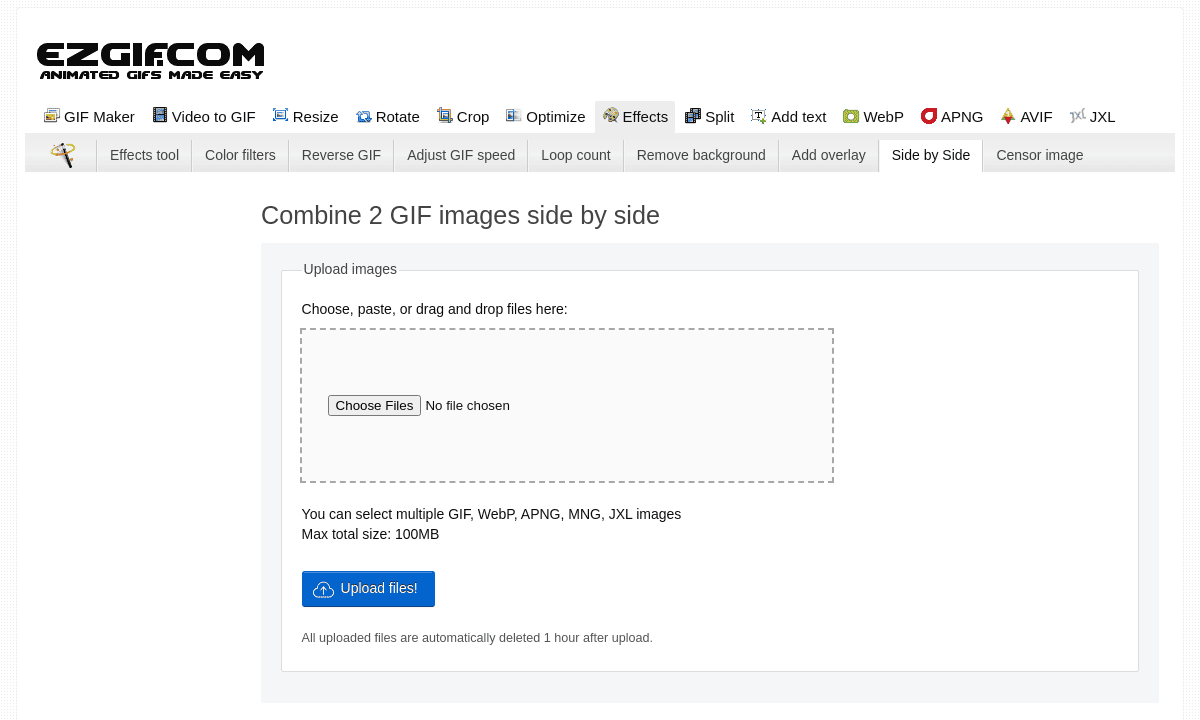 EZGIF.COM
ANIMATED GIFS MADE EASY
GIF Maker Video to GIF Resize Rotate Crop Optimize Effects Split Add text WebP APNG AVIF JXL
Effects tool Color filters Reverse GIF Adjust GIF speed Loop count Remove background Add overlay Side by Side Censor image
Combine 2 GIF images side by side
Upload images
Choose, paste, or drag and drop files here:
Choose Files No file chosen
You can select multiple GIF, WebP, APNG, MNG, JXL images
Max total size: 100MB
Upload files!
All uploaded files are automatically deleted 1 hour after upload.